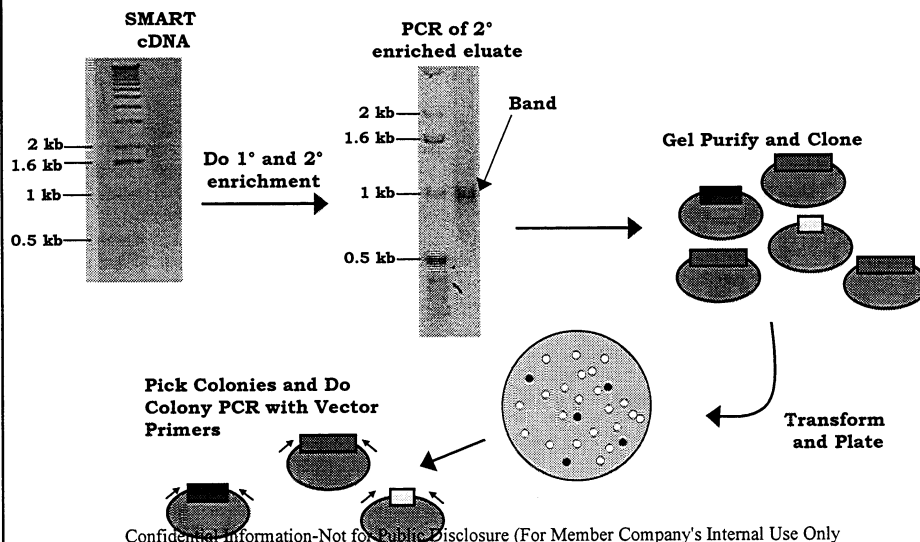 SMART
cDNA
2 kb
1.6 kb
1 kb
0.5 kb
Do 1° and 2°
enrichment
PCR of 2°
enriched eluate
2 kb
1.6 kb
1 kb
0.5 kb
Band
Gel Purify and Clone
Transform
and Plate
Pick Colonies and Do
Colony PCR with Vector
Primers
Confidential Information-Not for Public Disclosure (For Member Company's Internal Use Only